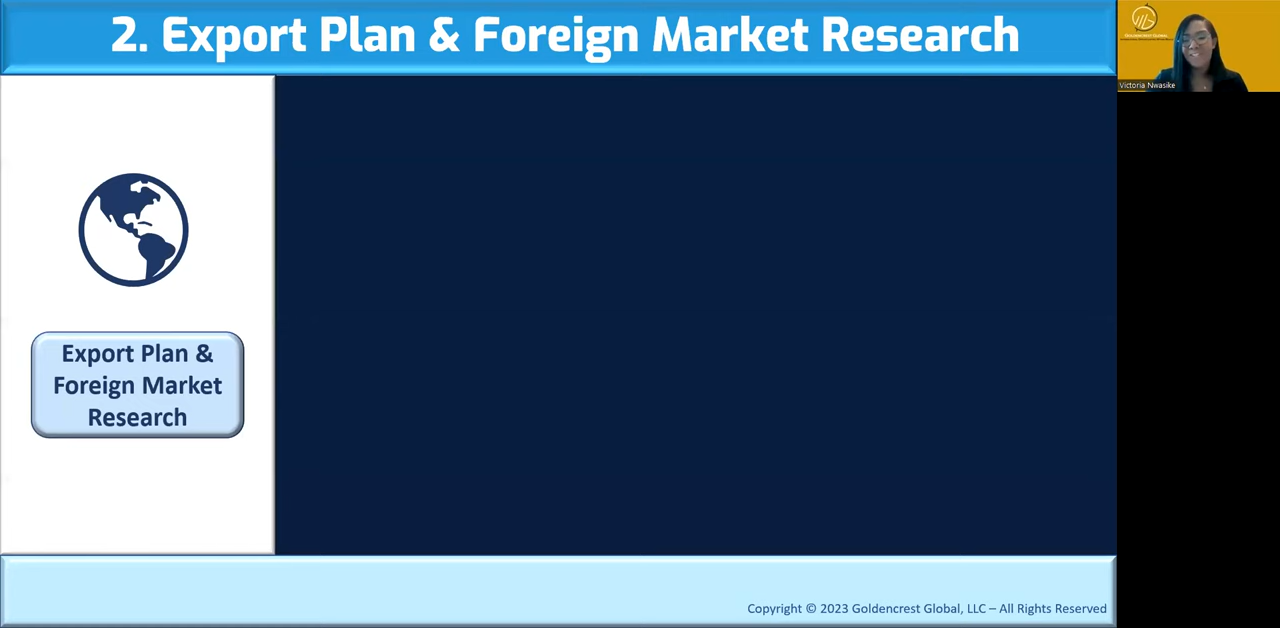 2. Export Plan & Foreign Market Research
Victoria Nwasike
Export Plan &
Foreign Market
Research
Copyright © 2023 Goldencrest Global, LLC – All Rights Reserved